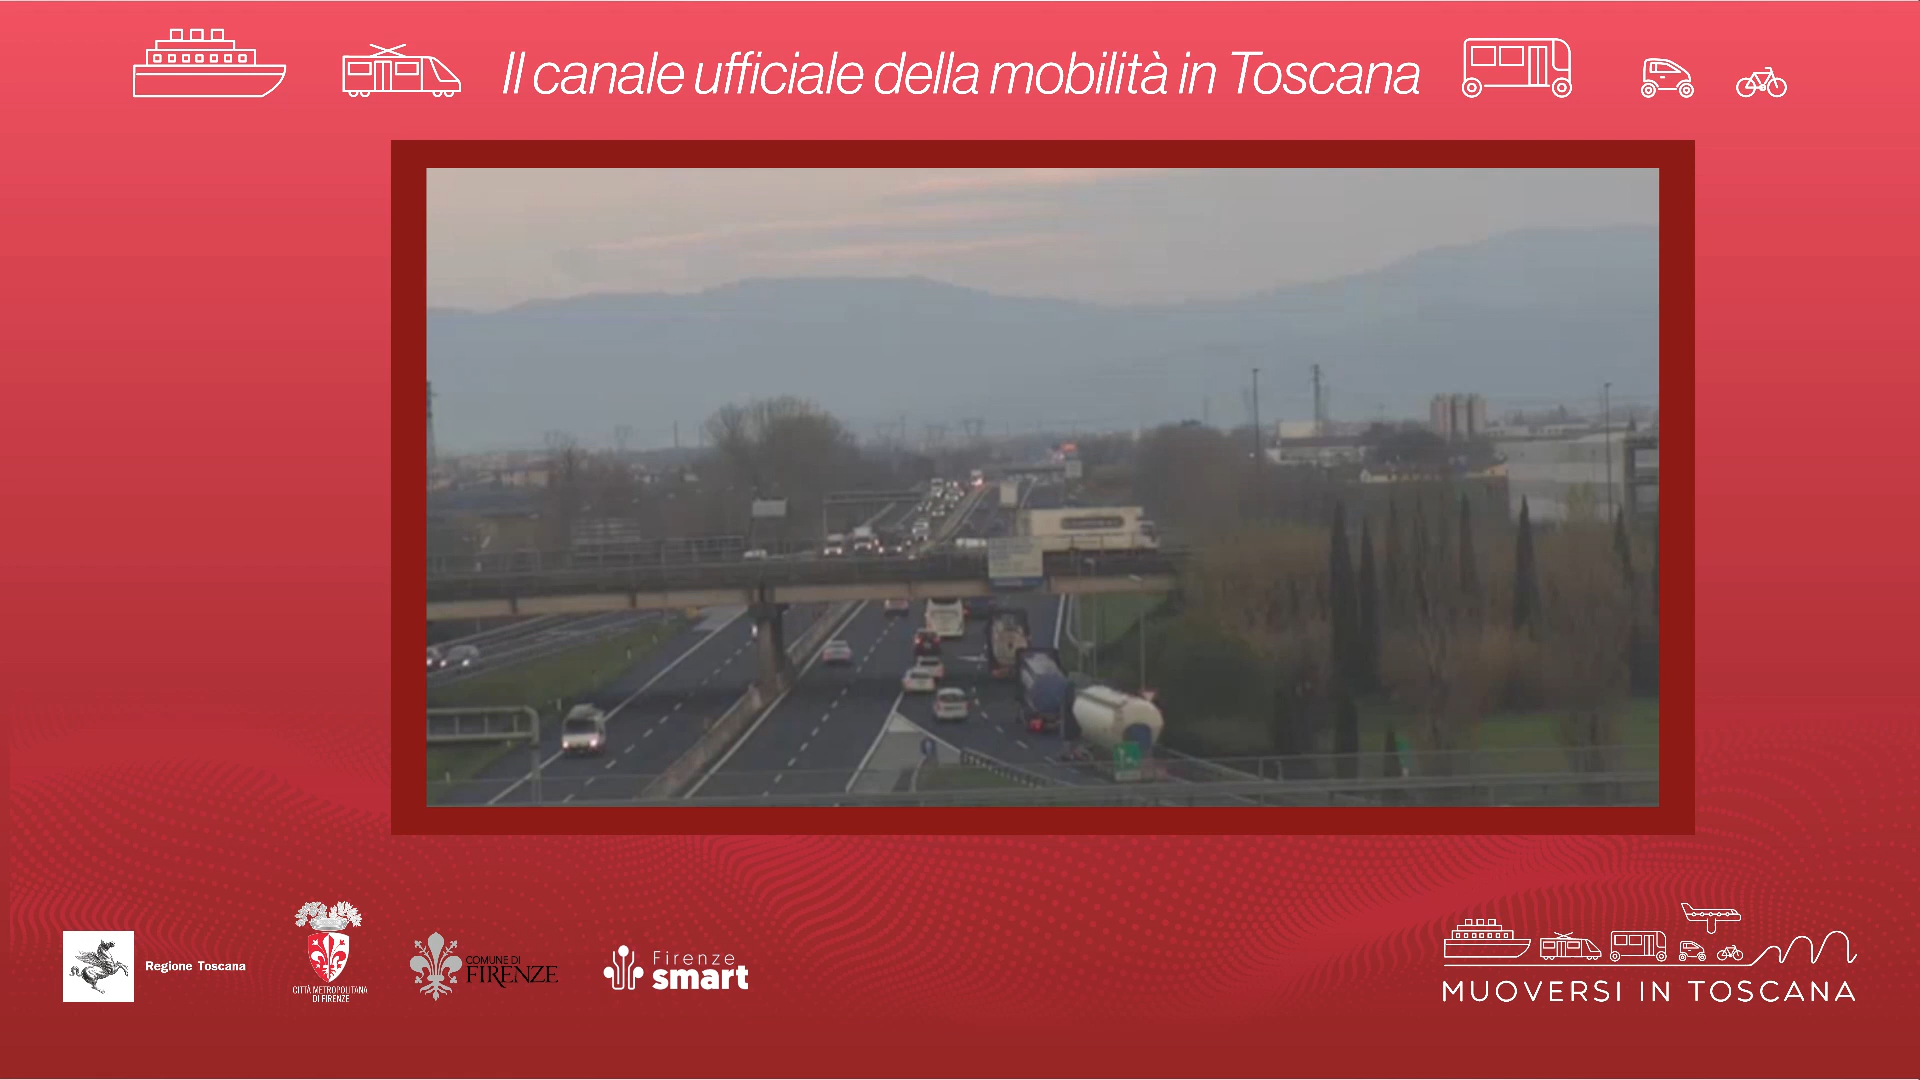 Il canale ufficiale della mobilità in Toscana
Regione Toscana
CITTÀ METROPOLITANA
DI FIRENZE
COMUNE DI
FIRENZE
Firenze
smart
MUOVERSI IN TOSCANA